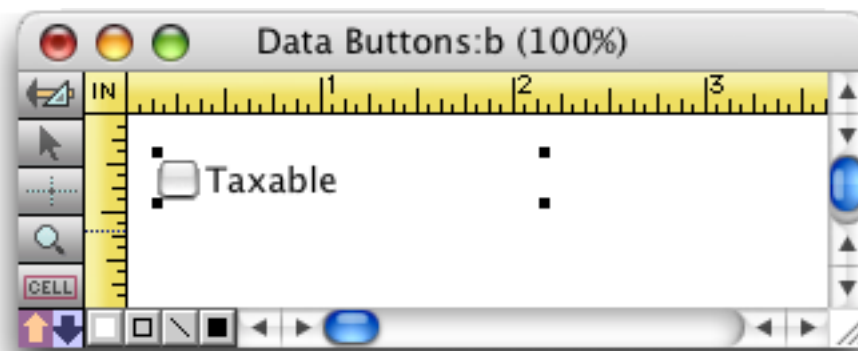 Data Buttons:b (100%)
IN 1 2 3
Taxable
CELL